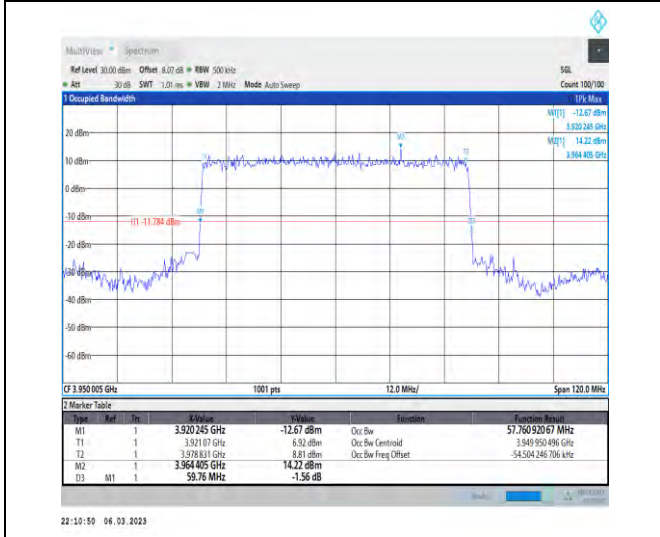 MultiView Spectrum
Ref Level 30.00 dBm Offset 8.07 dB RBW 500 kHz SGL
Att 30 dB SWT 1.01 ms VBW 2 MHz Mode Auto Sweep Count 100/100
1 Occupied Bandwidth 1Pk Max
M1[1] -12.67 dBm
3.920 245 GHz
M2[1] 14.22 dBm
3.964 405 GHz
20 dBm
M2
T2
10 dBm
0 dBm
M1
-10 dBm
H1 -11.784 dBm
-20 dBm
-30 dBm
-40 dBm
-50 dBm
-60 dBm
CF 3.950 005 GHz 1001 pts 12.0 MHz/ Span 120.0 MHz
2 Marker Table
Type Ref Trc X-Value Y-Value Function Function Result
M1 1 3.920 245 GHz -12.67 dBm Occ Bw 57.760 920 67 MHz
T1 1 3.921 07 GHz 6.92 dBm Occ Bw Centroid 3.949 950 496 GHz
T2 1 3.978 831 GHz 8.81 dBm Occ Bw Freq Offset -54.504 246 706 kHz
M2 1 3.964 405 GHz 14.22 dBm
D3 M1 1 59.76 MHz -1.56 dB
Ready
22:10:50 06.03.2023